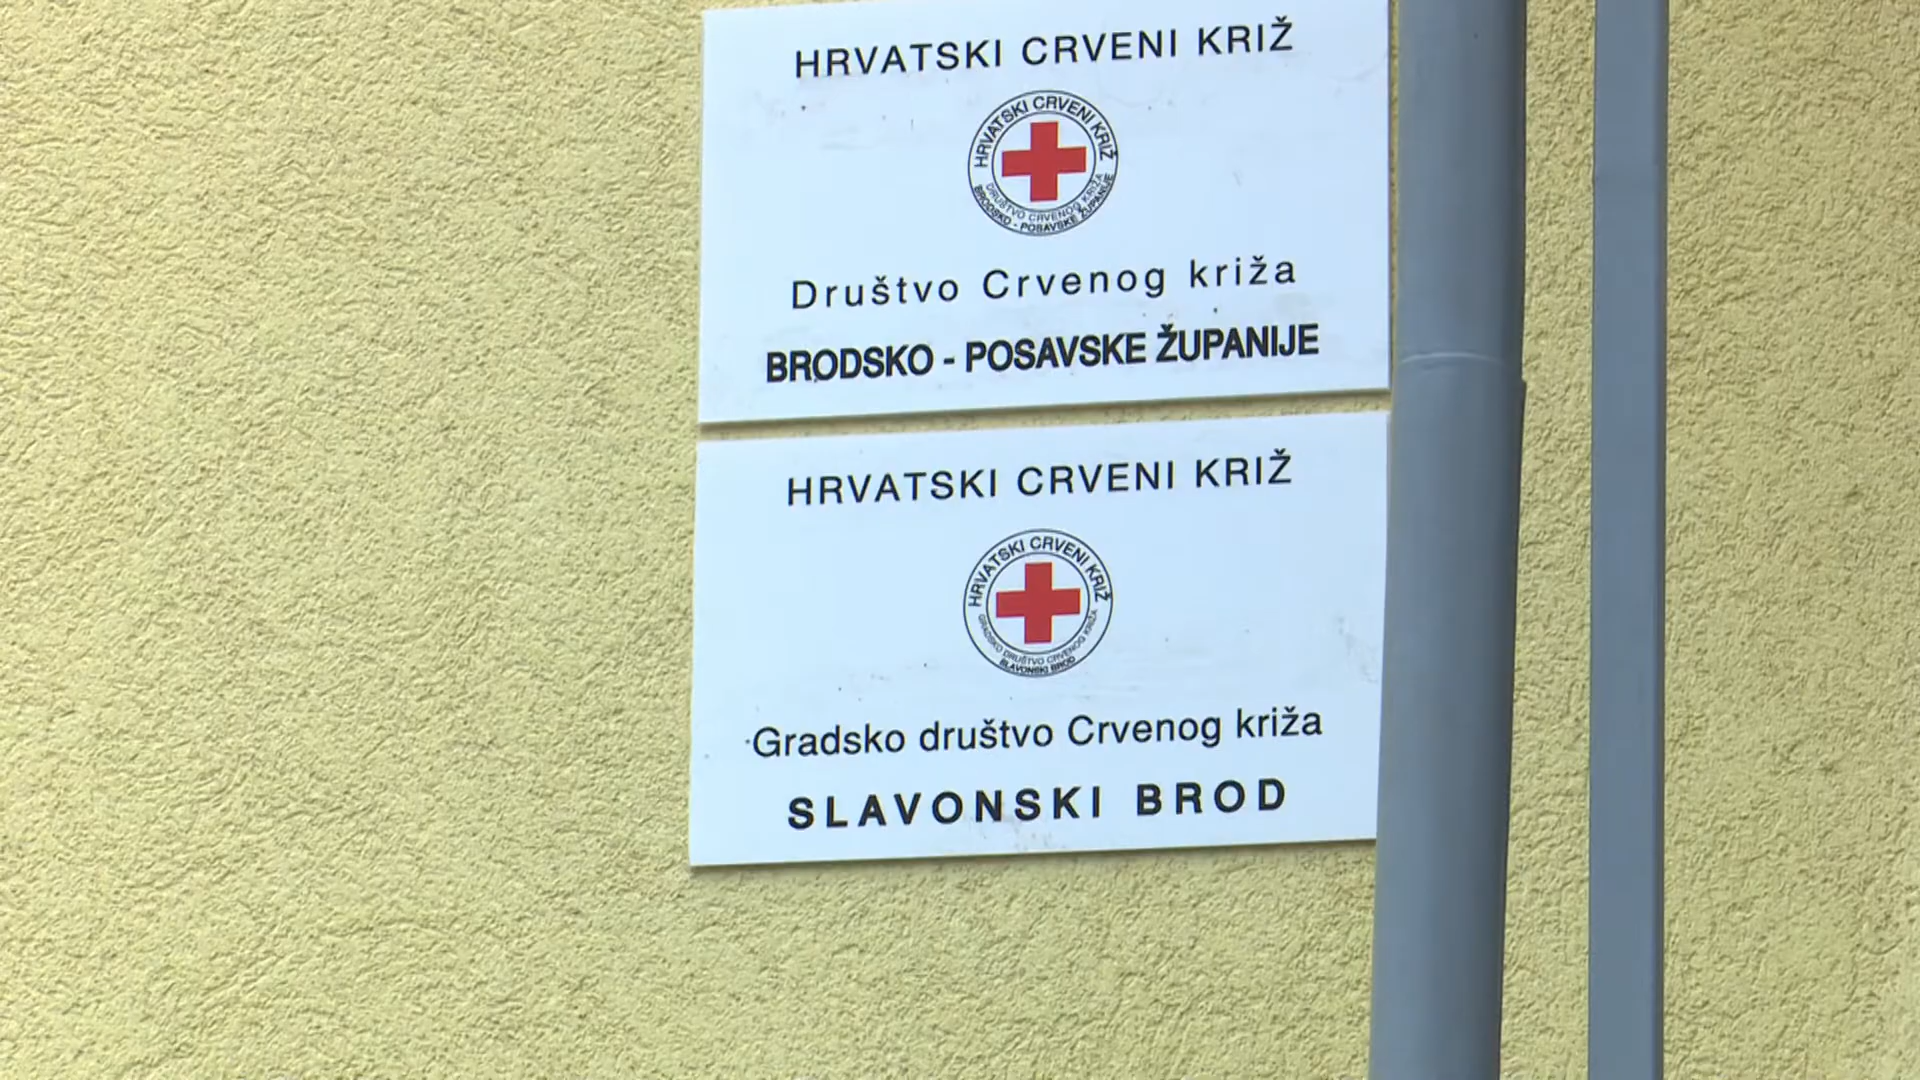 HRVATSKI CRVENI KRIŽ
HRVATSKI CRVENI KRIŽ
DRUŠTVO CRVENOG KRIŽA
BRODSKO - POSAVSKE ŽUPANIJE
Društvo Crvenog križa
BRODSKO - POSAVSKE ŽUPANIJE
HRVATSKI CRVENI KRIŽ
HRVATSKI CRVENI KRIŽ
GRADSKO DRUŠTVO CRVENOG KRIŽA
SLAVONSKI BROD
Gradsko društvo Crvenog križa
SLAVONSKI BROD